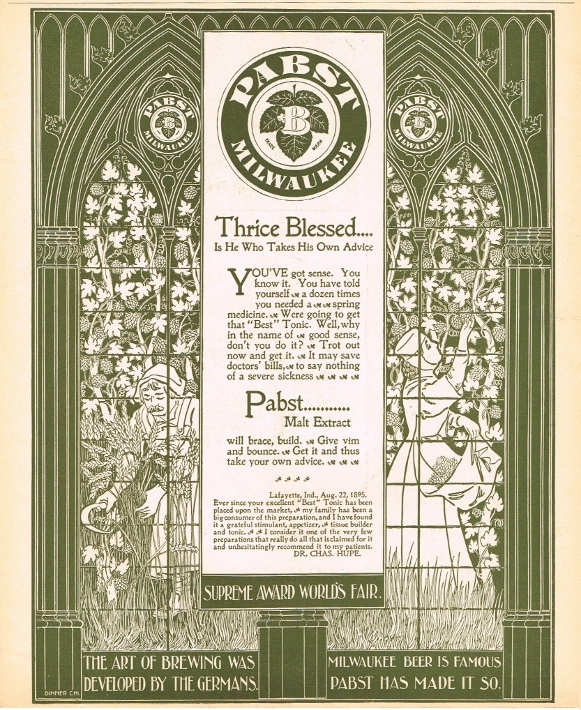 PABST
B
MILWAUKEE
PABST
B
MILWAUKEE
PABST
B
MILWAUKEE
Thrice Blessed....
Is He Who Takes His Own Advice
YOU'VE got sense. You
know it. You have told
yourself a dozen times
you needed a spring
medicine. Were going to get
that "Best" Tonic. Well, why
in the name of good sense,
don't you do it? Trot out
now and get it. It may save
doctors' bills, to say nothing
of a severe sickness
Pabst...........
Malt Extract
will brace, build. Give vim
and bounce. Get it and thus
take your own advice.
Lafayette, Ind., Aug. 22, 1895.
Ever since your excellent "Best" Tonic has been
placed upon the market, my family has been a
big consumer of this preparation, and I have found
it a grateful stimulant, appetizer, tissue builder
and tonic. I consider it one of the very few
preparations that really do all that is claimed for it
and unhesitatingly recommend it to my patients.
DR. CHAS. HUPE.
SUPREME AWARD WORLD'S FAIR.
THE ART OF BREWING WAS
DEVELOPED BY THE GERMANS.
MILWAUKEE BEER IS FAMOUS
PABST HAS MADE IT SO.
BINNER CHI.